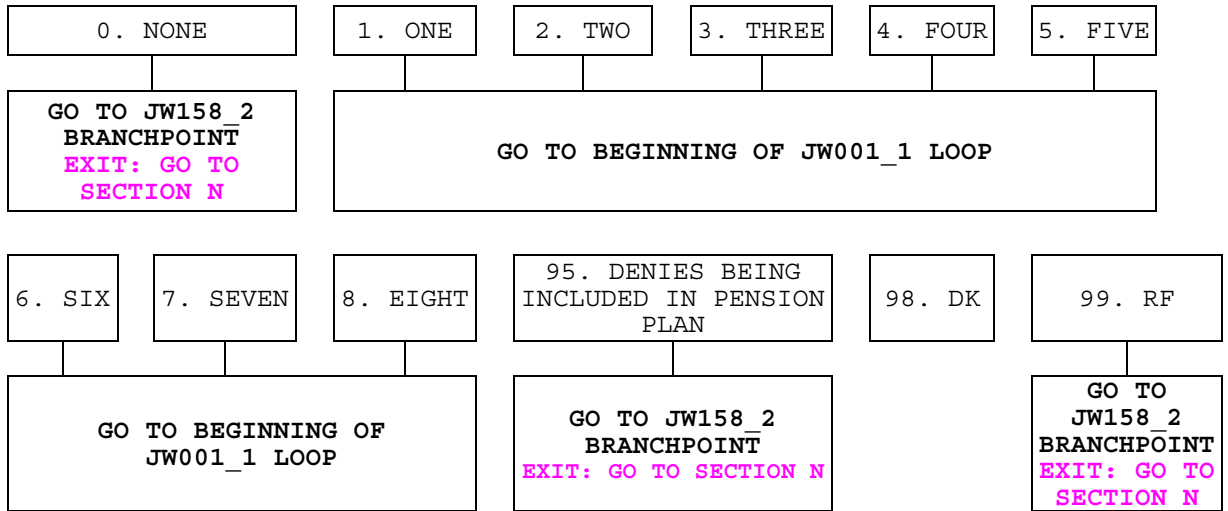 0. NONE
1. ONE
2. TWO
3. THREE
4. FOUR
5. FIVE
GO TO JW158_2
BRANCHPOINT
EXIT: GO TO
SECTION N
GO TO BEGINNING OF JW001_1 LOOP
6. SIX
7. SEVEN
8. EIGHT
95. DENIES BEING
INCLUDED IN PENSION
PLAN
98. DK
99. RF
GO TO BEGINNING OF
JW001_1 LOOP
GO TO JW158_2
BRANCHPOINT
EXIT: GO TO SECTION N
GO TO
JW158_2
BRANCHPOINT
EXIT: GO TO
SECTION N